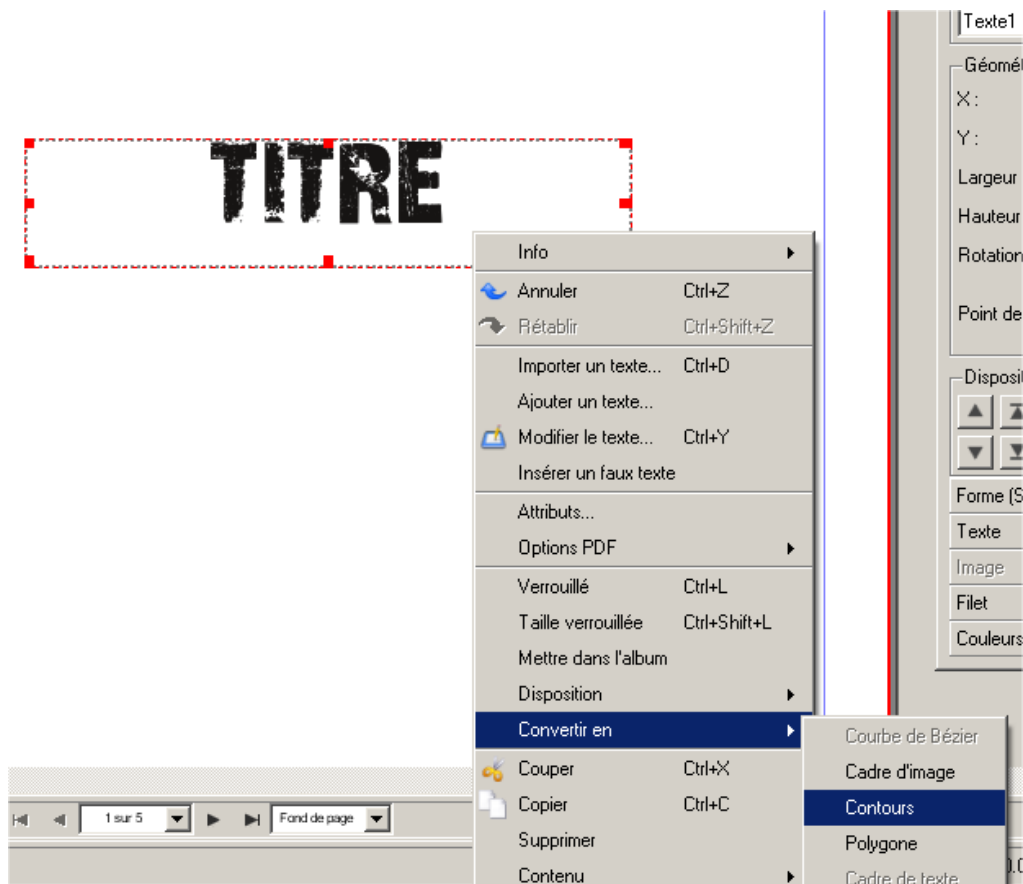 Texte1
Géomét
X :
Y :
Largeur
Hauteur
Rotation
Point de
Disposit
Forme (S
Texte
Image
Filet
Couleurs
TITRE
Info
Annuler Ctrl+Z
Rétablir Ctrl+Shift+Z
Importer un texte... Ctrl+D
Ajouter un texte...
Modifier le texte... Ctrl+Y
Insérer un faux texte
Attributs...
Options PDF
Verrouillé Ctrl+L
Taille verrouillée Ctrl+Shift+L
Mettre dans l'album
Disposition
Convertir en
Couper Ctrl+X
Copier Ctrl+C
Supprimer
Contenu
Courbe de Bézier
Cadre d'image
Contours
Polygone
Cadre de texte
1 sur 5
Fond de page